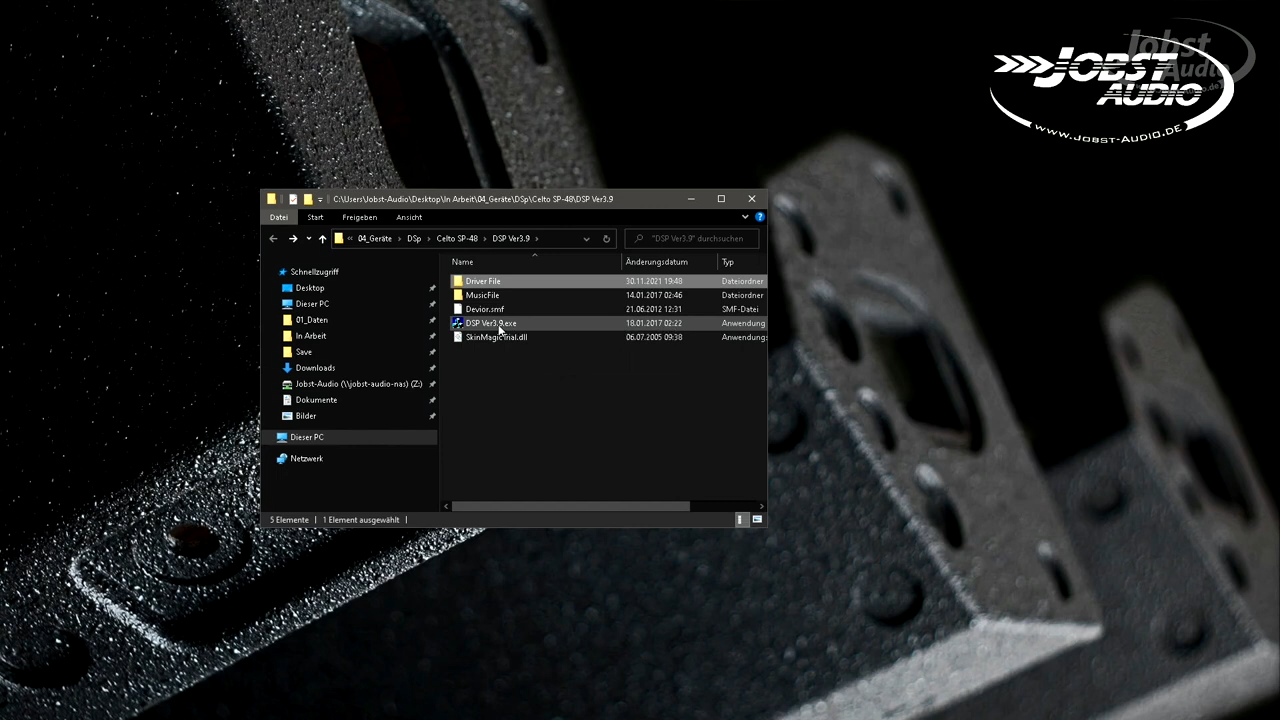 Jobst
Audio
JOBST
AUDIO
WWW.JOBST-AUDIO.DE
C:\Users\Jobst-Audio\Desktop\In Arbeit\04_Geräte\DSp\Celto SP-48\DSP Ver3.9
Datei Start Freigeben Ansicht
« 04_Geräte › DSp › Celto SP-48 › DSP Ver3.9 › "DSP Ver3.9" durchsuchen
Name Änderungsdatum Typ
Schnellzugriff
Desktop
Dieser PC
01_Daten
In Arbeit
Save
Downloads
Jobst-Audio (\\jobst-audio-nas) (Z:)
Dokumente
Bilder
Dieser PC
Netzwerk
Driver File 30.11.2021 19:48 Dateiordner
MusicFile 14.01.2017 02:46 Dateiordner
Devior.smf 21.06.2012 12:31 SMF-Datei
DSP Ver3.9.exe 18.01.2017 02:22 Anwendung
SkinMagicTrial.dll 06.07.2005 09:38 Anwendungs
5 Elemente | 1 Element ausgewählt |